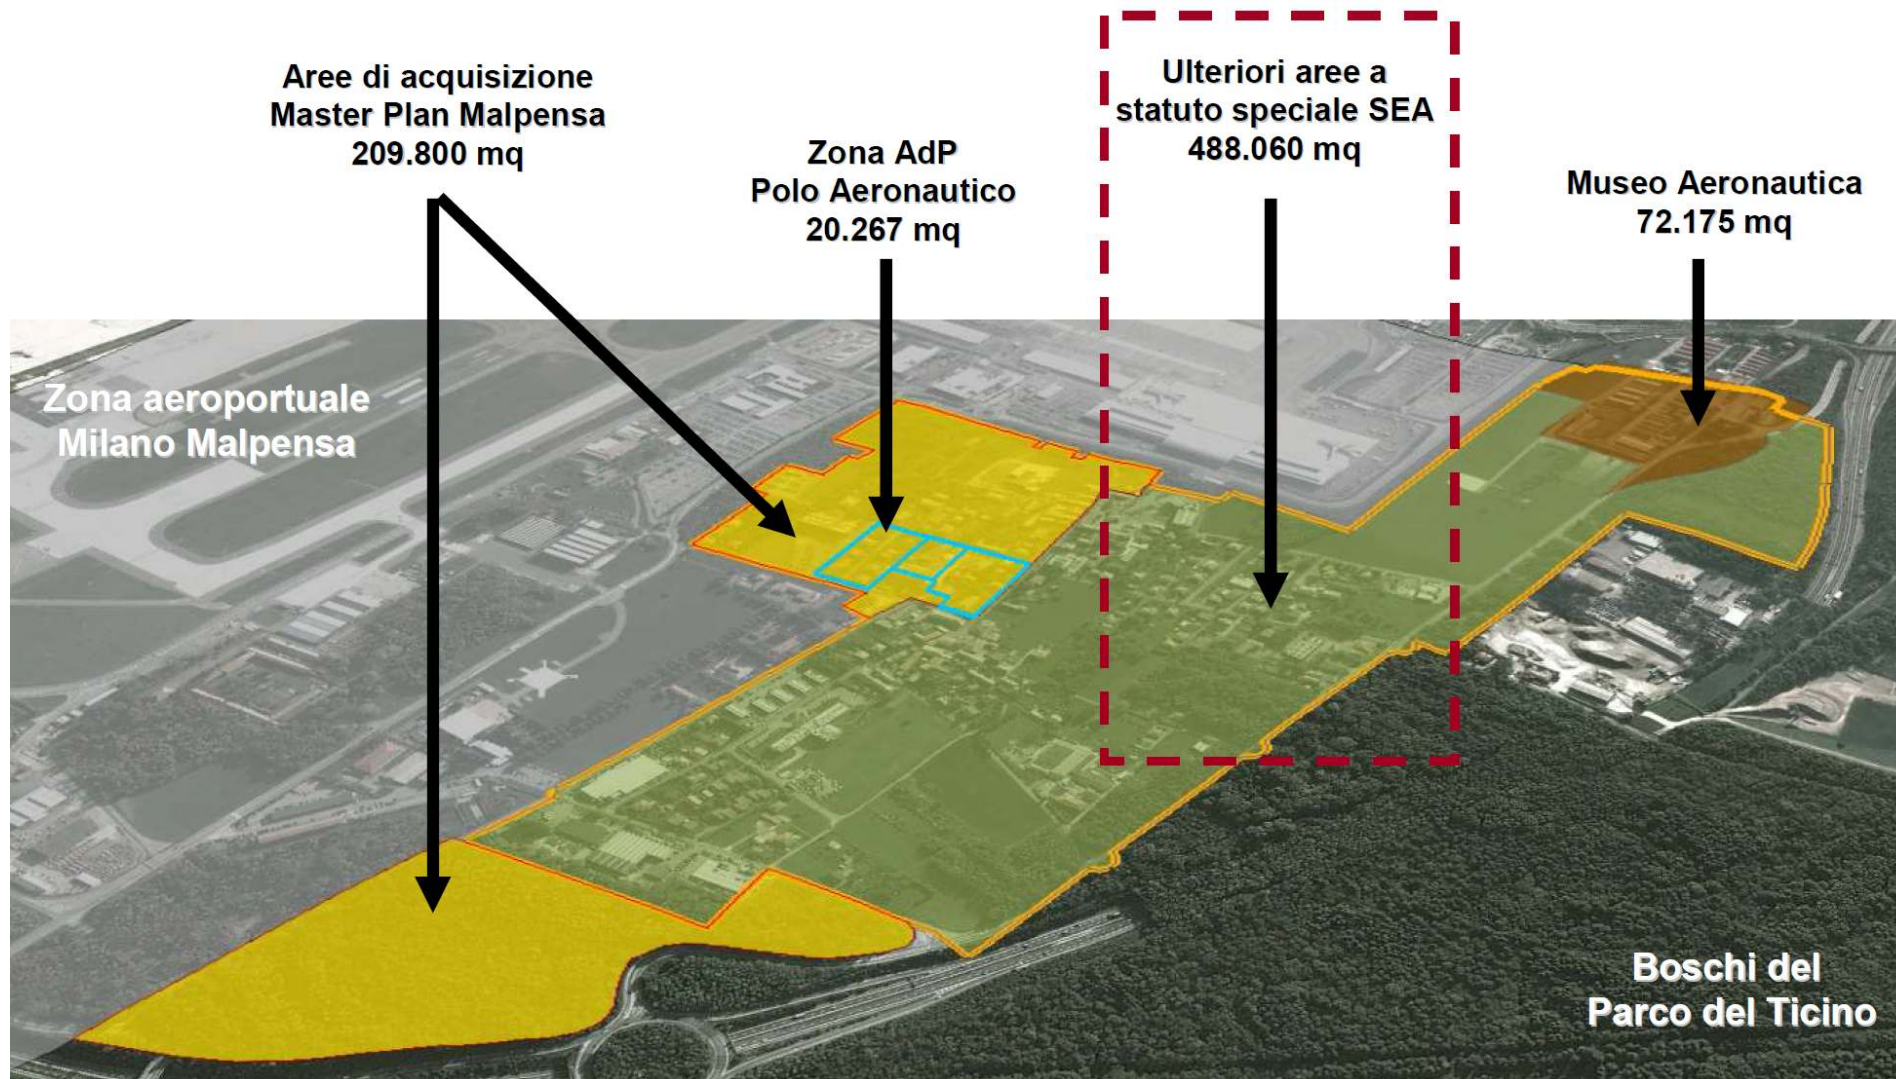 Aree di acquisizione
Master Plan Malpensa
209.800 mq
Zona AdP
Polo Aeronautico
20.267 mq
Ulteriori aree a
statuto speciale SEA
488.060 mq
Museo Aeronautica
72.175 mq
Zona aeroportuale
Milano Malpensa
Boschi del
Parco del Ticino